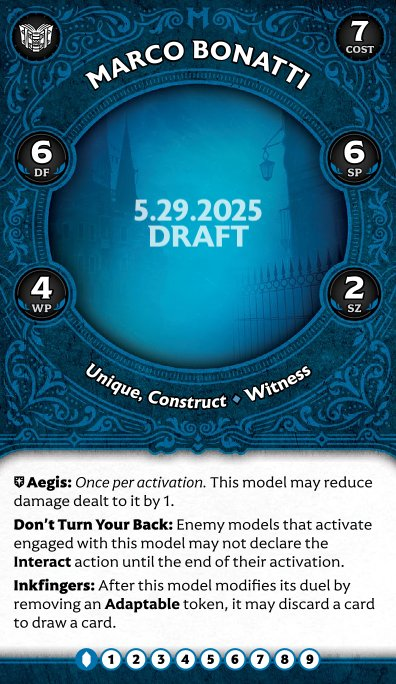 MARCO BONATTI
7
COST
6
DF
6
SP
5.29.2025
DRAFT
4
WP
2
SZ
Unique, Construct ◆ Witness
Aegis: Once per activation. This model may reduce
damage dealt to it by 1.
Don't Turn Your Back: Enemy models that activate
engaged with this model may not declare the
Interact action until the end of their activation.
Inkfingers: After this model modifies its duel by
removing an Adaptable token, it may discard a card
to draw a card.
1 2 3 4 5 6 7 8 9